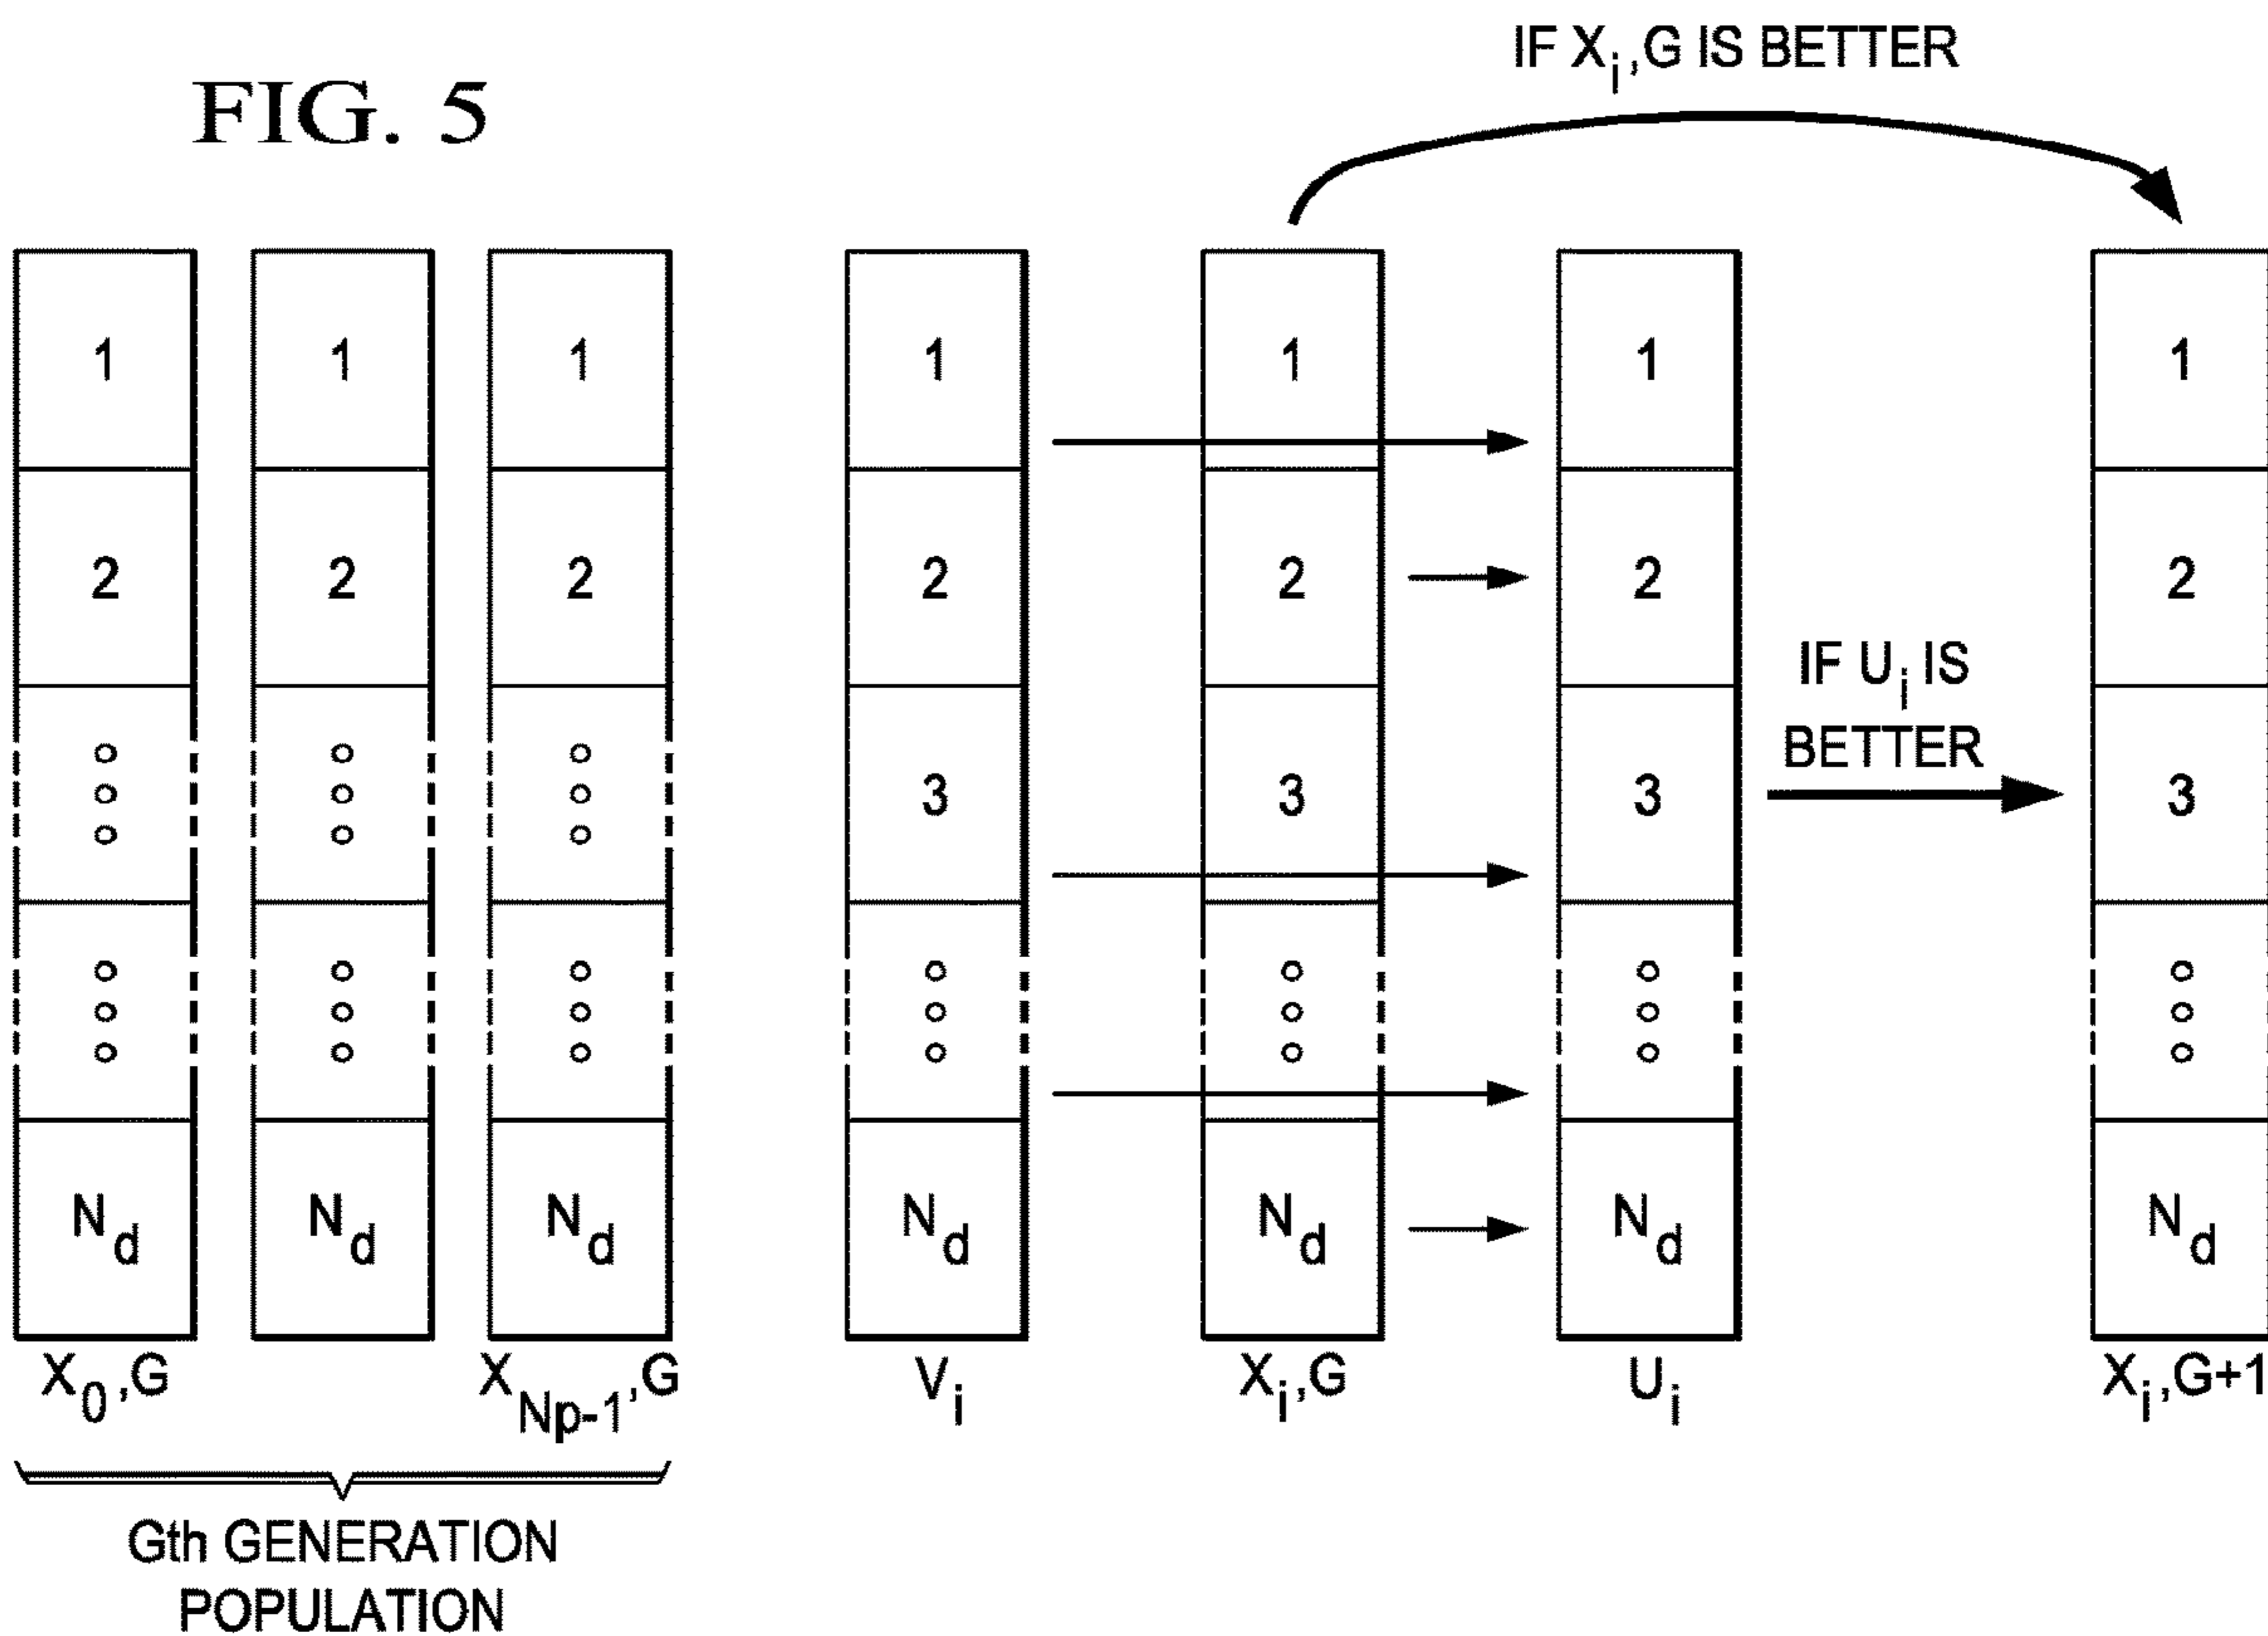 FIG. 5
IF Xi,G IS BETTER
1 1 1 1 1 1 1
2 2 2 2 2 2 2
IF Ui IS
BETTER
3 3 3 3
Nd Nd Nd Nd Nd Nd Nd
X0,G XNp-1,G Vi Xi,G Ui Xi,G+1
Gth GENERATION
POPULATION